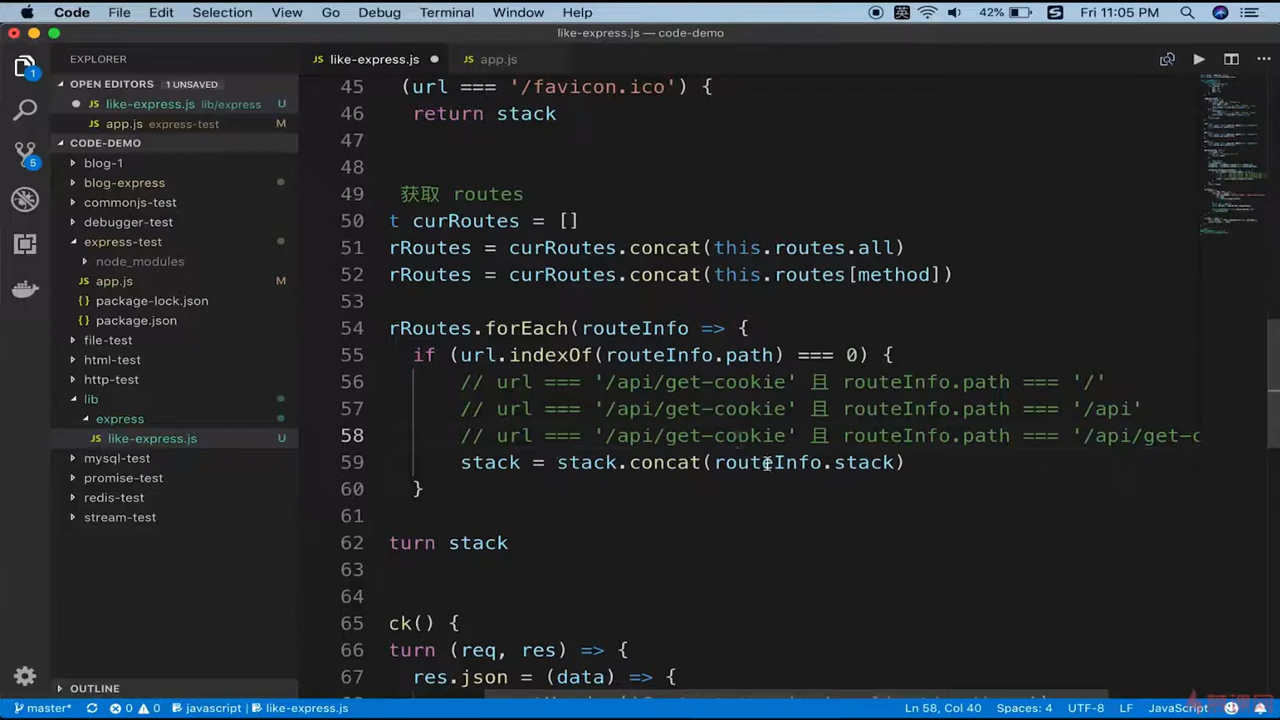 Code File Edit Selection View Go Debug Terminal Window Help 英 42% S Fri 11:05 PM
like-express.js — code-demo
EXPLORER
OPEN EDITORS 1 UNSAVED
JS like-express.js lib/express U
JS app.js express-test M
CODE-DEMO
blog-1
blog-express
commonjs-test
debugger-test
express-test
node_modules
JS app.js M
package-lock.json
package.json
file-test
html-test
http-test
lib
express
JS like-express.js U
mysql-test
promise-test
redis-test
stream-test
OUTLINE
1
5
JS like-express.js
JS app.js
45 (url === '/favicon.ico') {
46 return stack
47
48
49 获取 routes
50 t curRoutes = []
51 rRoutes = curRoutes.concat(this.routes.all)
52 rRoutes = curRoutes.concat(this.routes[method])
53
54 rRoutes.forEach(routeInfo => {
55 if (url.indexOf(routeInfo.path) === 0) {
56 // url === '/api/get-cookie' 且 routeInfo.path === '/'
57 // url === '/api/get-cookie' 且 routeInfo.path === '/api'
58 // url === '/api/get-cookie' 且 routeInfo.path === '/api/get-c
59 stack = stack.concat(routeInfo.stack)
60 }
61
62 turn stack
63
64
65 ck() {
66 turn (req, res) => {
67 res.json = (data) => {
master* 0 0 javascript | like-express.js Ln 58, Col 40 Spaces: 4 UTF-8 LF JavaScript